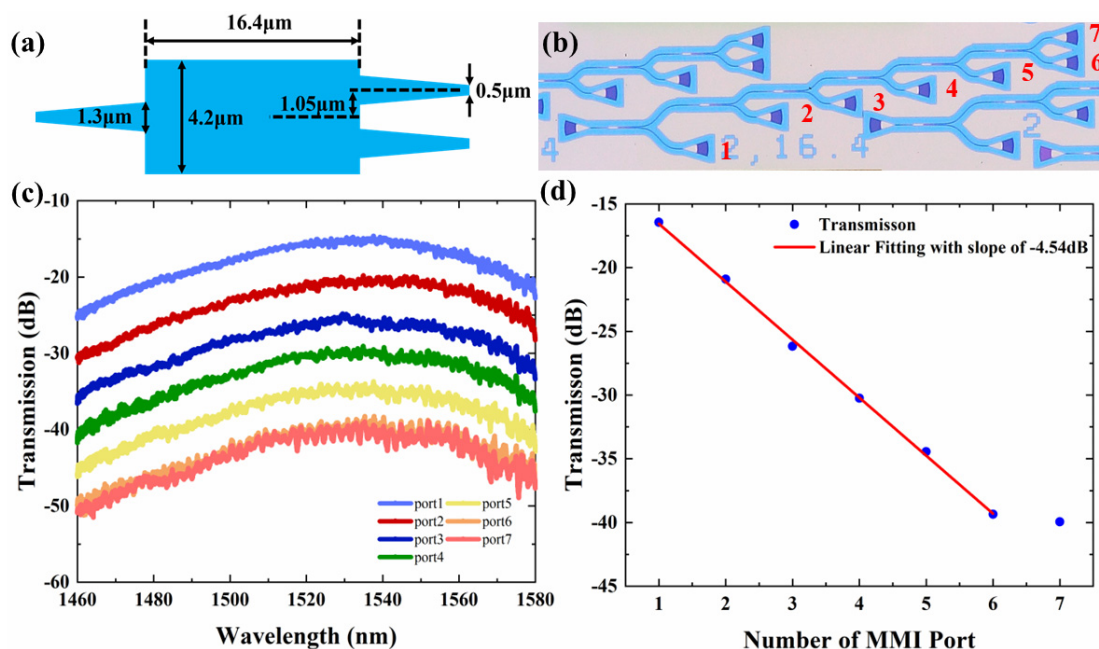 (a)
16.4μm
1.3μm
4.2μm
1.05μm
0.5μm
(b)
7
6
5
4
3
2
1
4
2,16.4
2
(c)
-10
-20
-30
-40
-50
-60
Transmission (dB)
1460 1480 1500 1520 1540 1560 1580
Wavelength (nm)
port1 port5
port2 port6
port3 port7
port4
(d)
-15
-20
-25
-30
-35
-40
-45
Transmission (dB)
Transmisson
Linear Fitting with slope of -4.54dB
1 2 3 4 5 6 7
Number of MMI Port